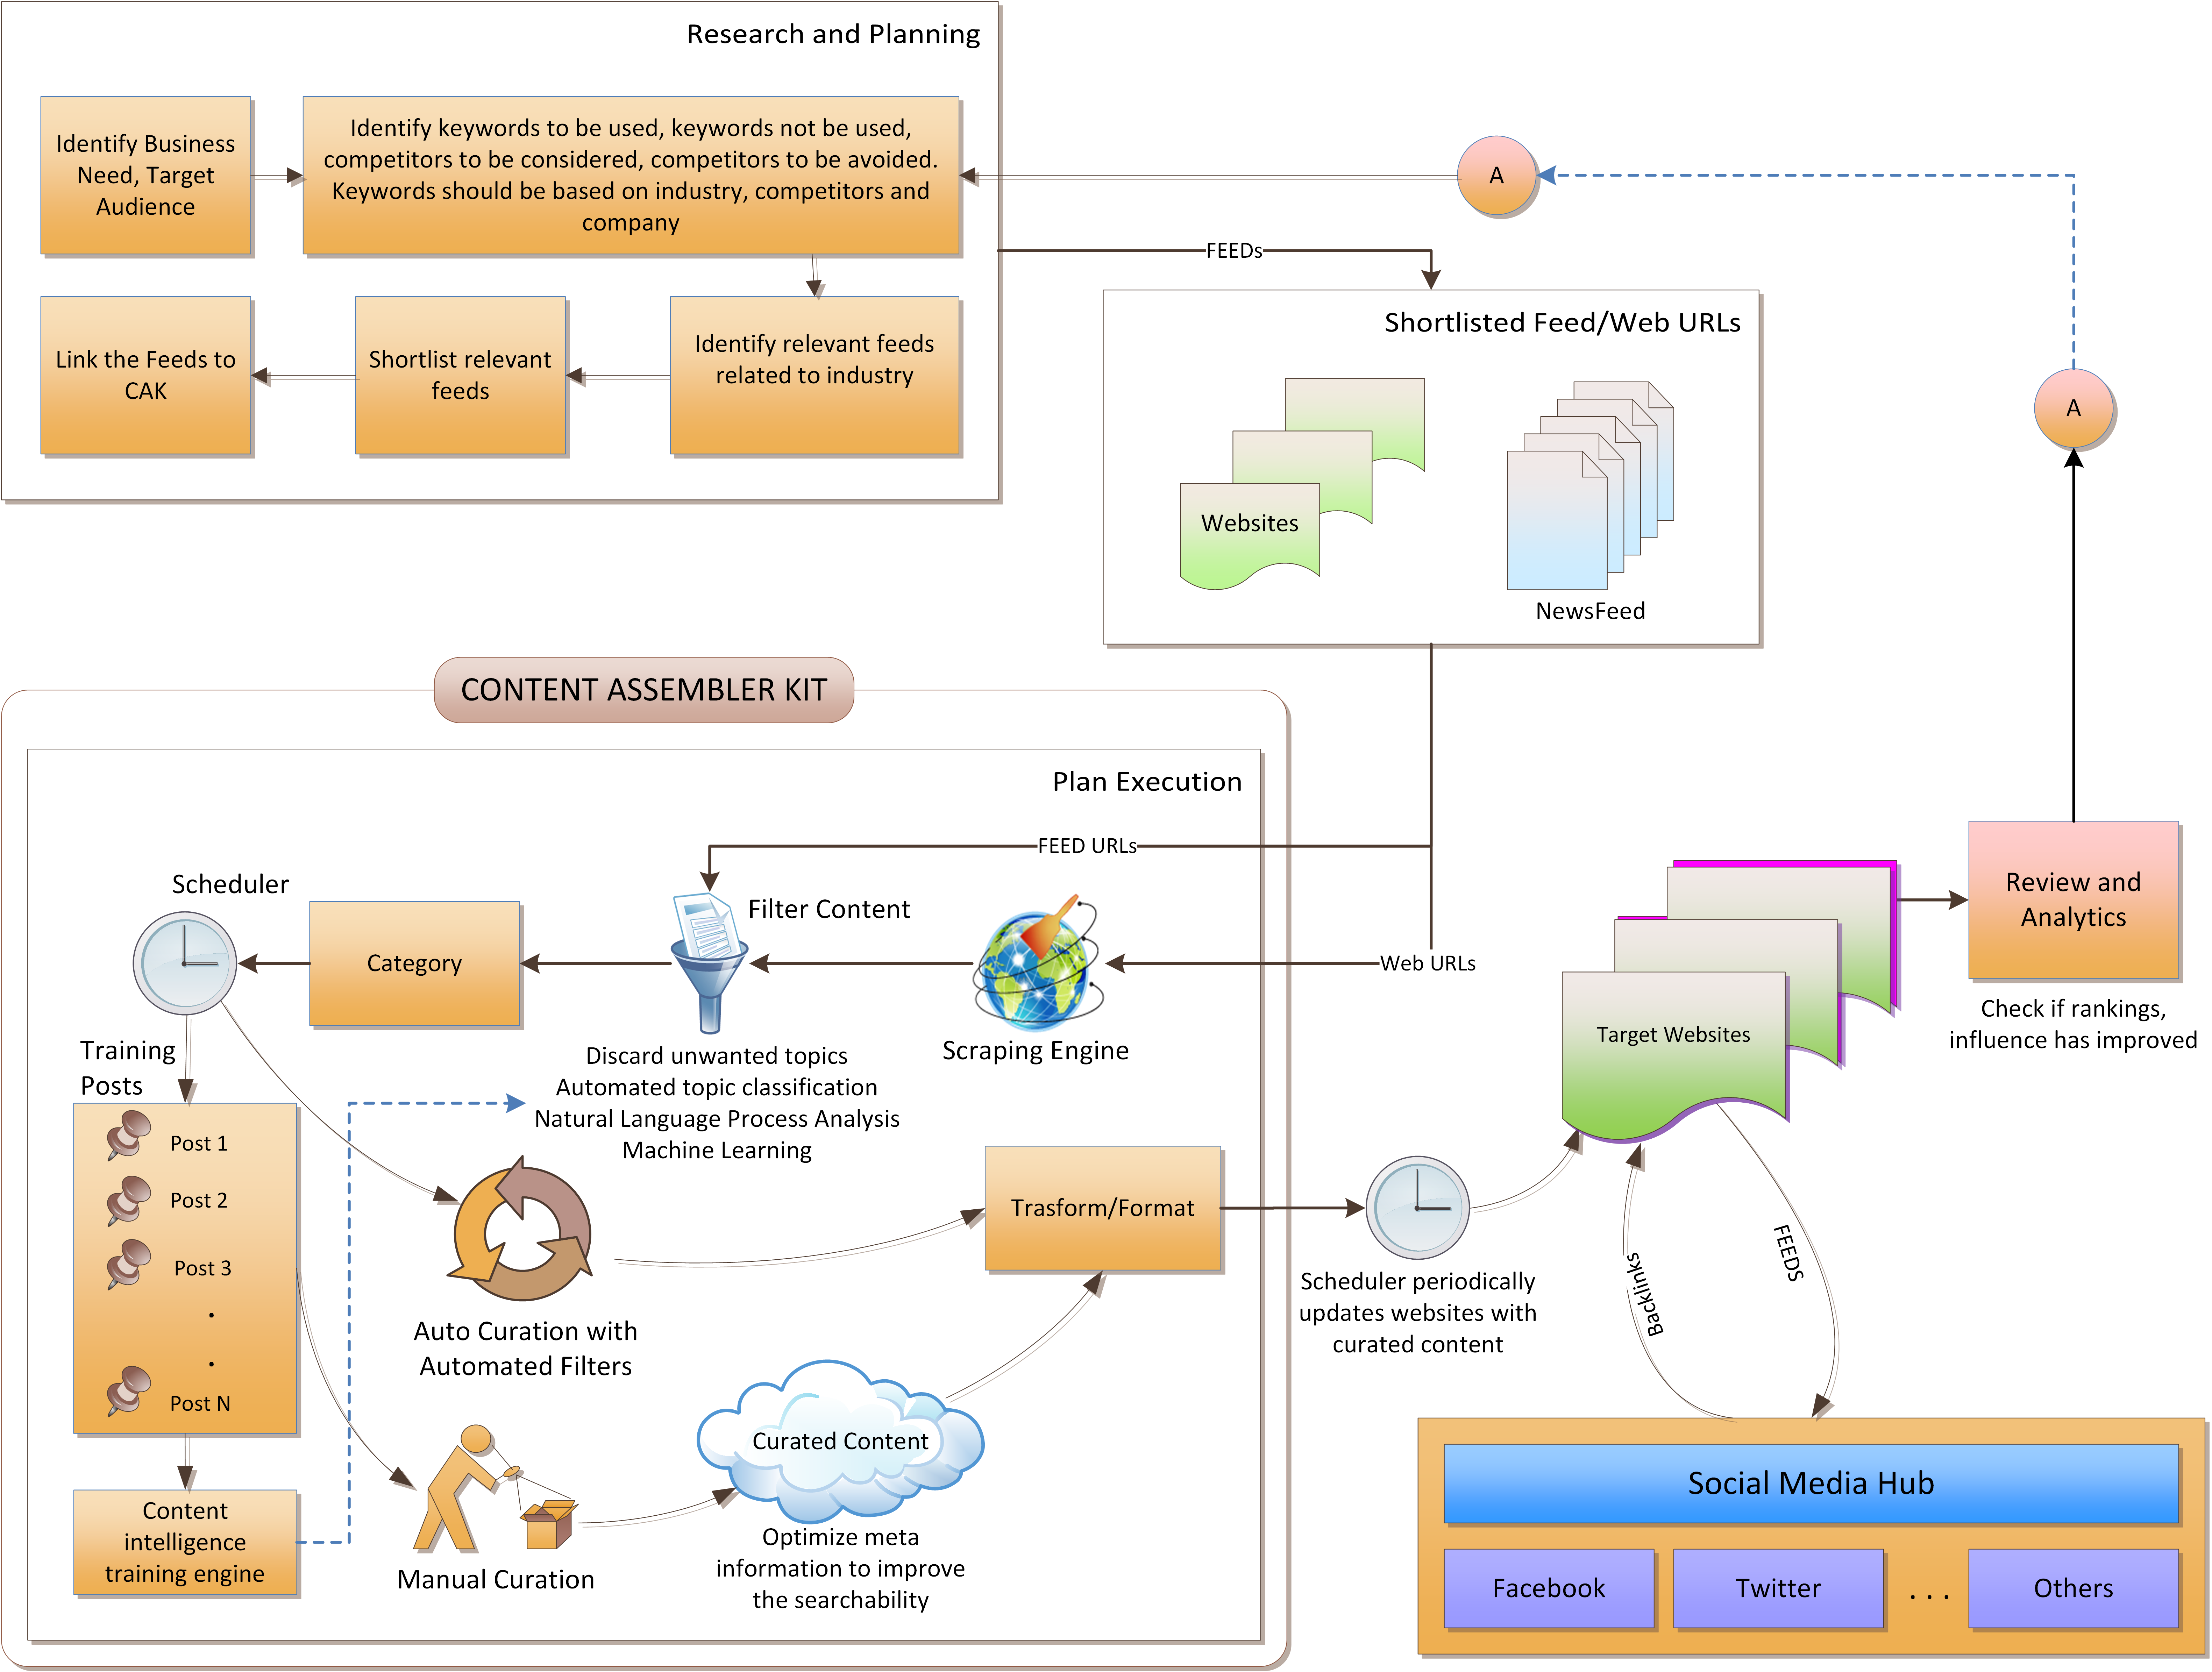 Research and Planning
Identify Business
Need, Target
Audience
Identify keywords to be used, keywords not be used,
competitors to be considered, competitors to be avoided.
Keywords should be based on industry, competitors and
company
A
FEEDs
Link the Feeds to
CAK
Shortlist relevant
feeds
Identify relevant feeds
related to industry
Shortlisted Feed/Web URLs
Websites
NewsFeed
A
CONTENT ASSEMBLER KIT
Plan Execution
FEED URLs
Scheduler
Category
Filter Content
Discard unwanted topics
Automated topic classification
Natural Language Process Analysis
Machine Learning
Scraping Engine
Web URLs
Training
Posts
Post 1
Post 2
Post 3
.
.
Post N
Content
intelligence
training engine
Auto Curation with
Automated Filters
Manual Curation
Curated Content
Optimize meta
information to improve
the searchability
Trasform/Format
Scheduler periodically
updates websites with
curated content
Target Websites
Review and
Analytics
Check if rankings,
influence has improved
Backlinks
FEEDS
Social Media Hub
Facebook
Twitter
. . .
Others